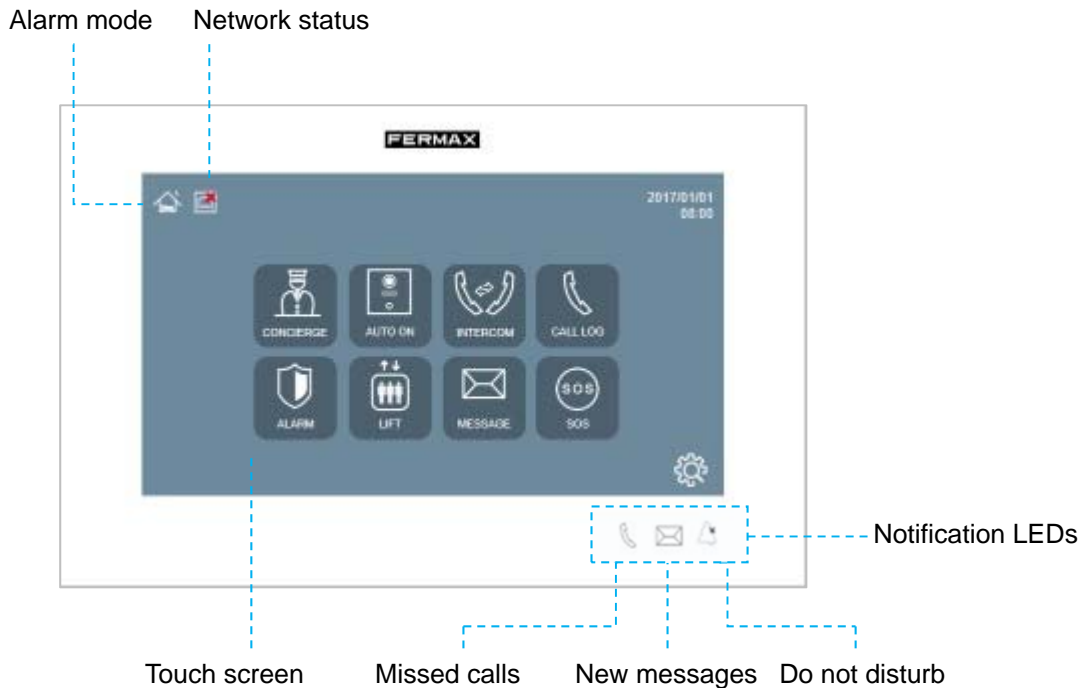 Alarm mode Network status
FERMAX
2017/01/01
08:00
CONCIERGE AUTO ON INTERCOM CALL LOG
ALARM LIFT MESSAGE SOS SOS
Notification LEDs
Touch screen Missed calls New messages Do not disturb